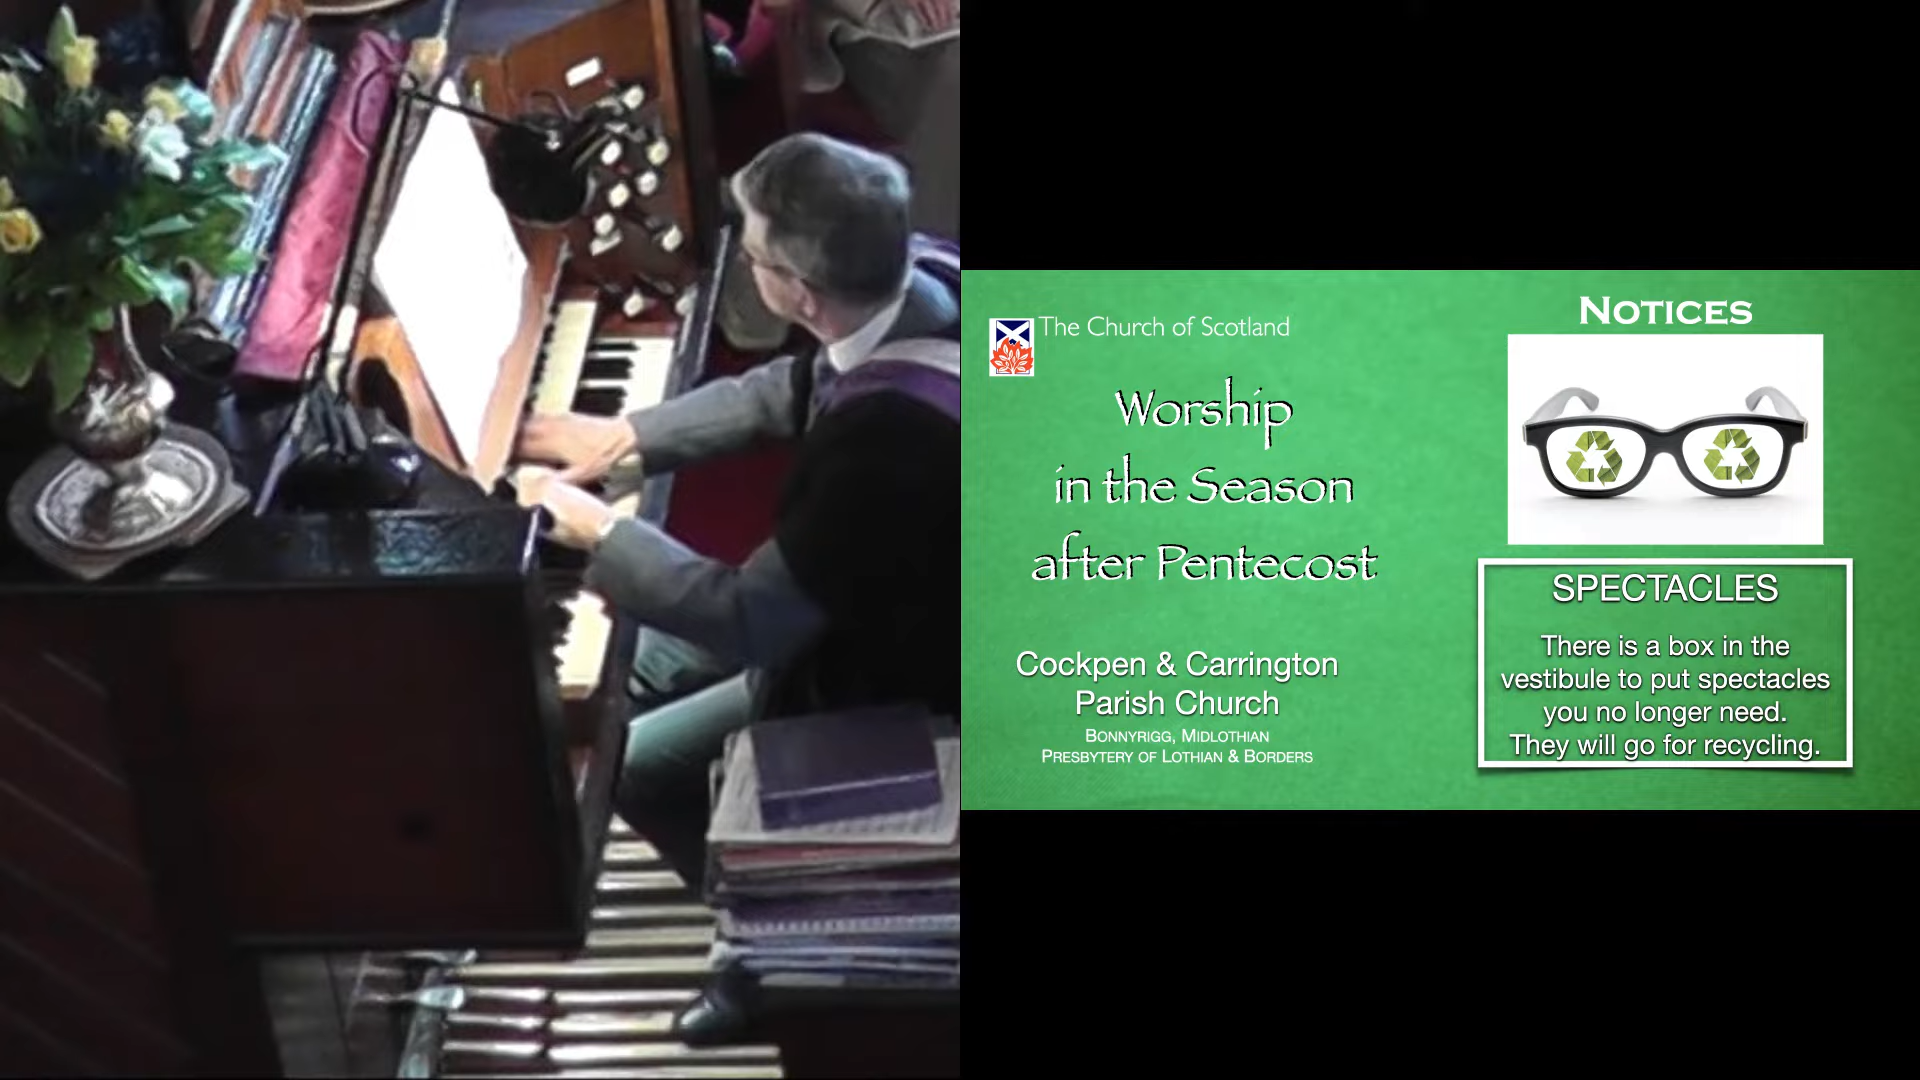 The Church of Scotland
Worship
in the Season
after Pentecost
Cockpen & Carrington
Parish Church
BONNYRIGG, MIDLOTHIAN
PRESBYTERY OF LOTHIAN & BORDERS
NOTICES
SPECTACLES
There is a box in the
vestibule to put spectacles
you no longer need.
They will go for recycling.